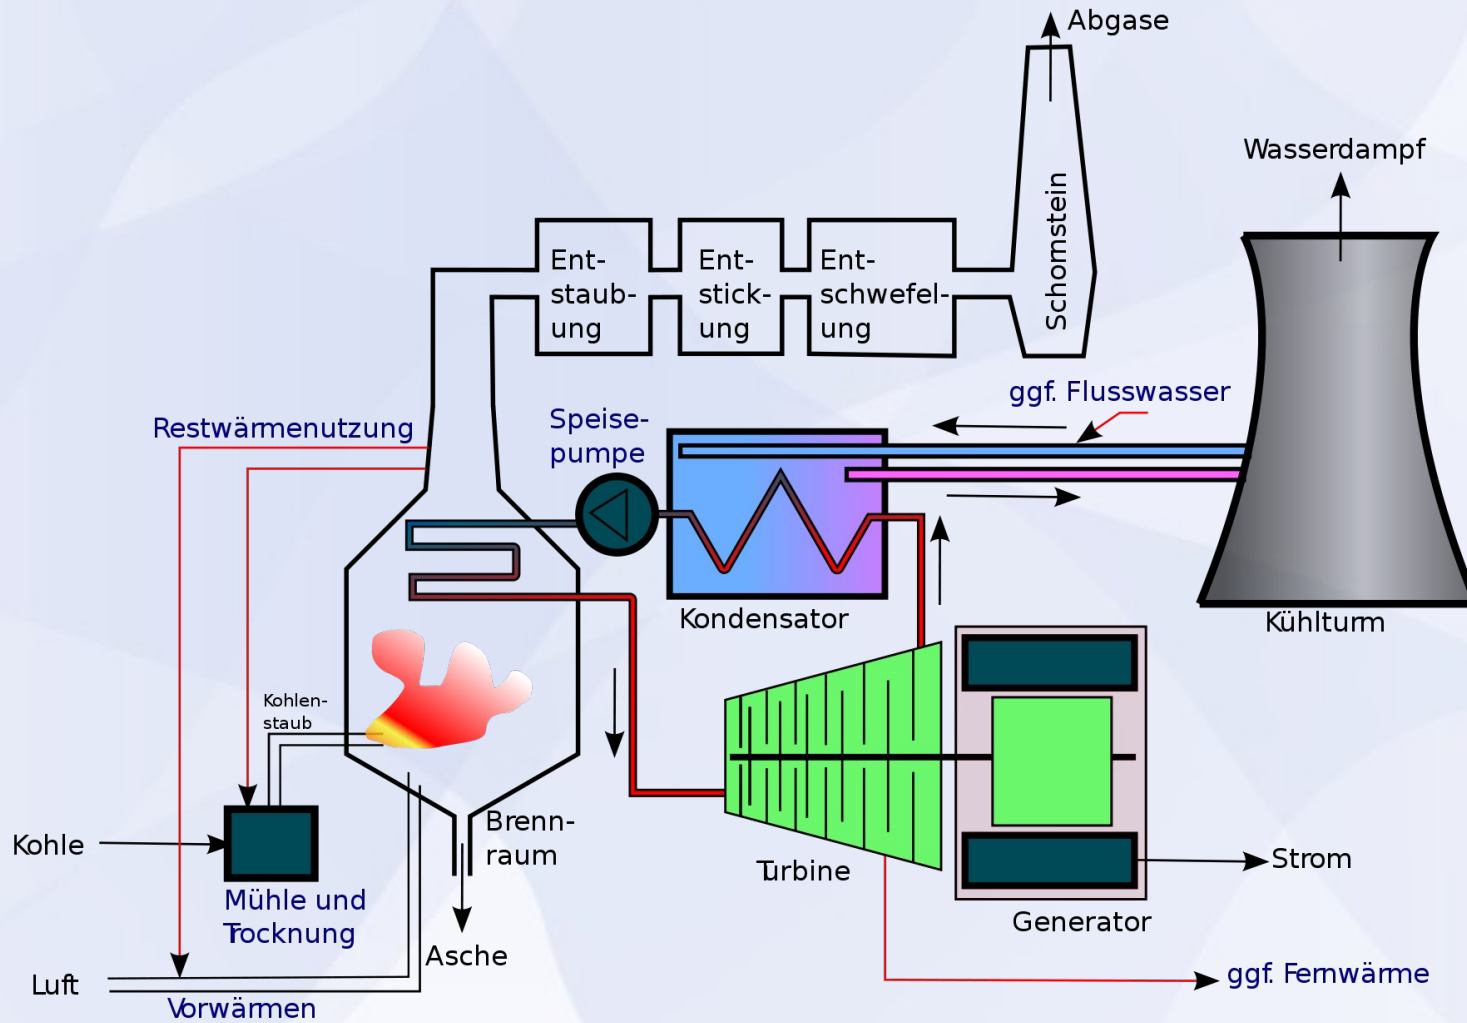 Abgase
Wasserdampf
Schornstein
Ent-
staub-
ung
Ent-
stick-
ung
Ent-
schwefel-
ung
ggf. Flusswasser
Restwärmenutzung
Speise-
pumpe
Kondensator
Kühlturm
Kohlen-
staub
Brenn-
raum
Kohle
Mühle und
Trocknung
Turbine
Strom
Generator
Asche
Luft
Vorwärmen
ggf. Fernwärme